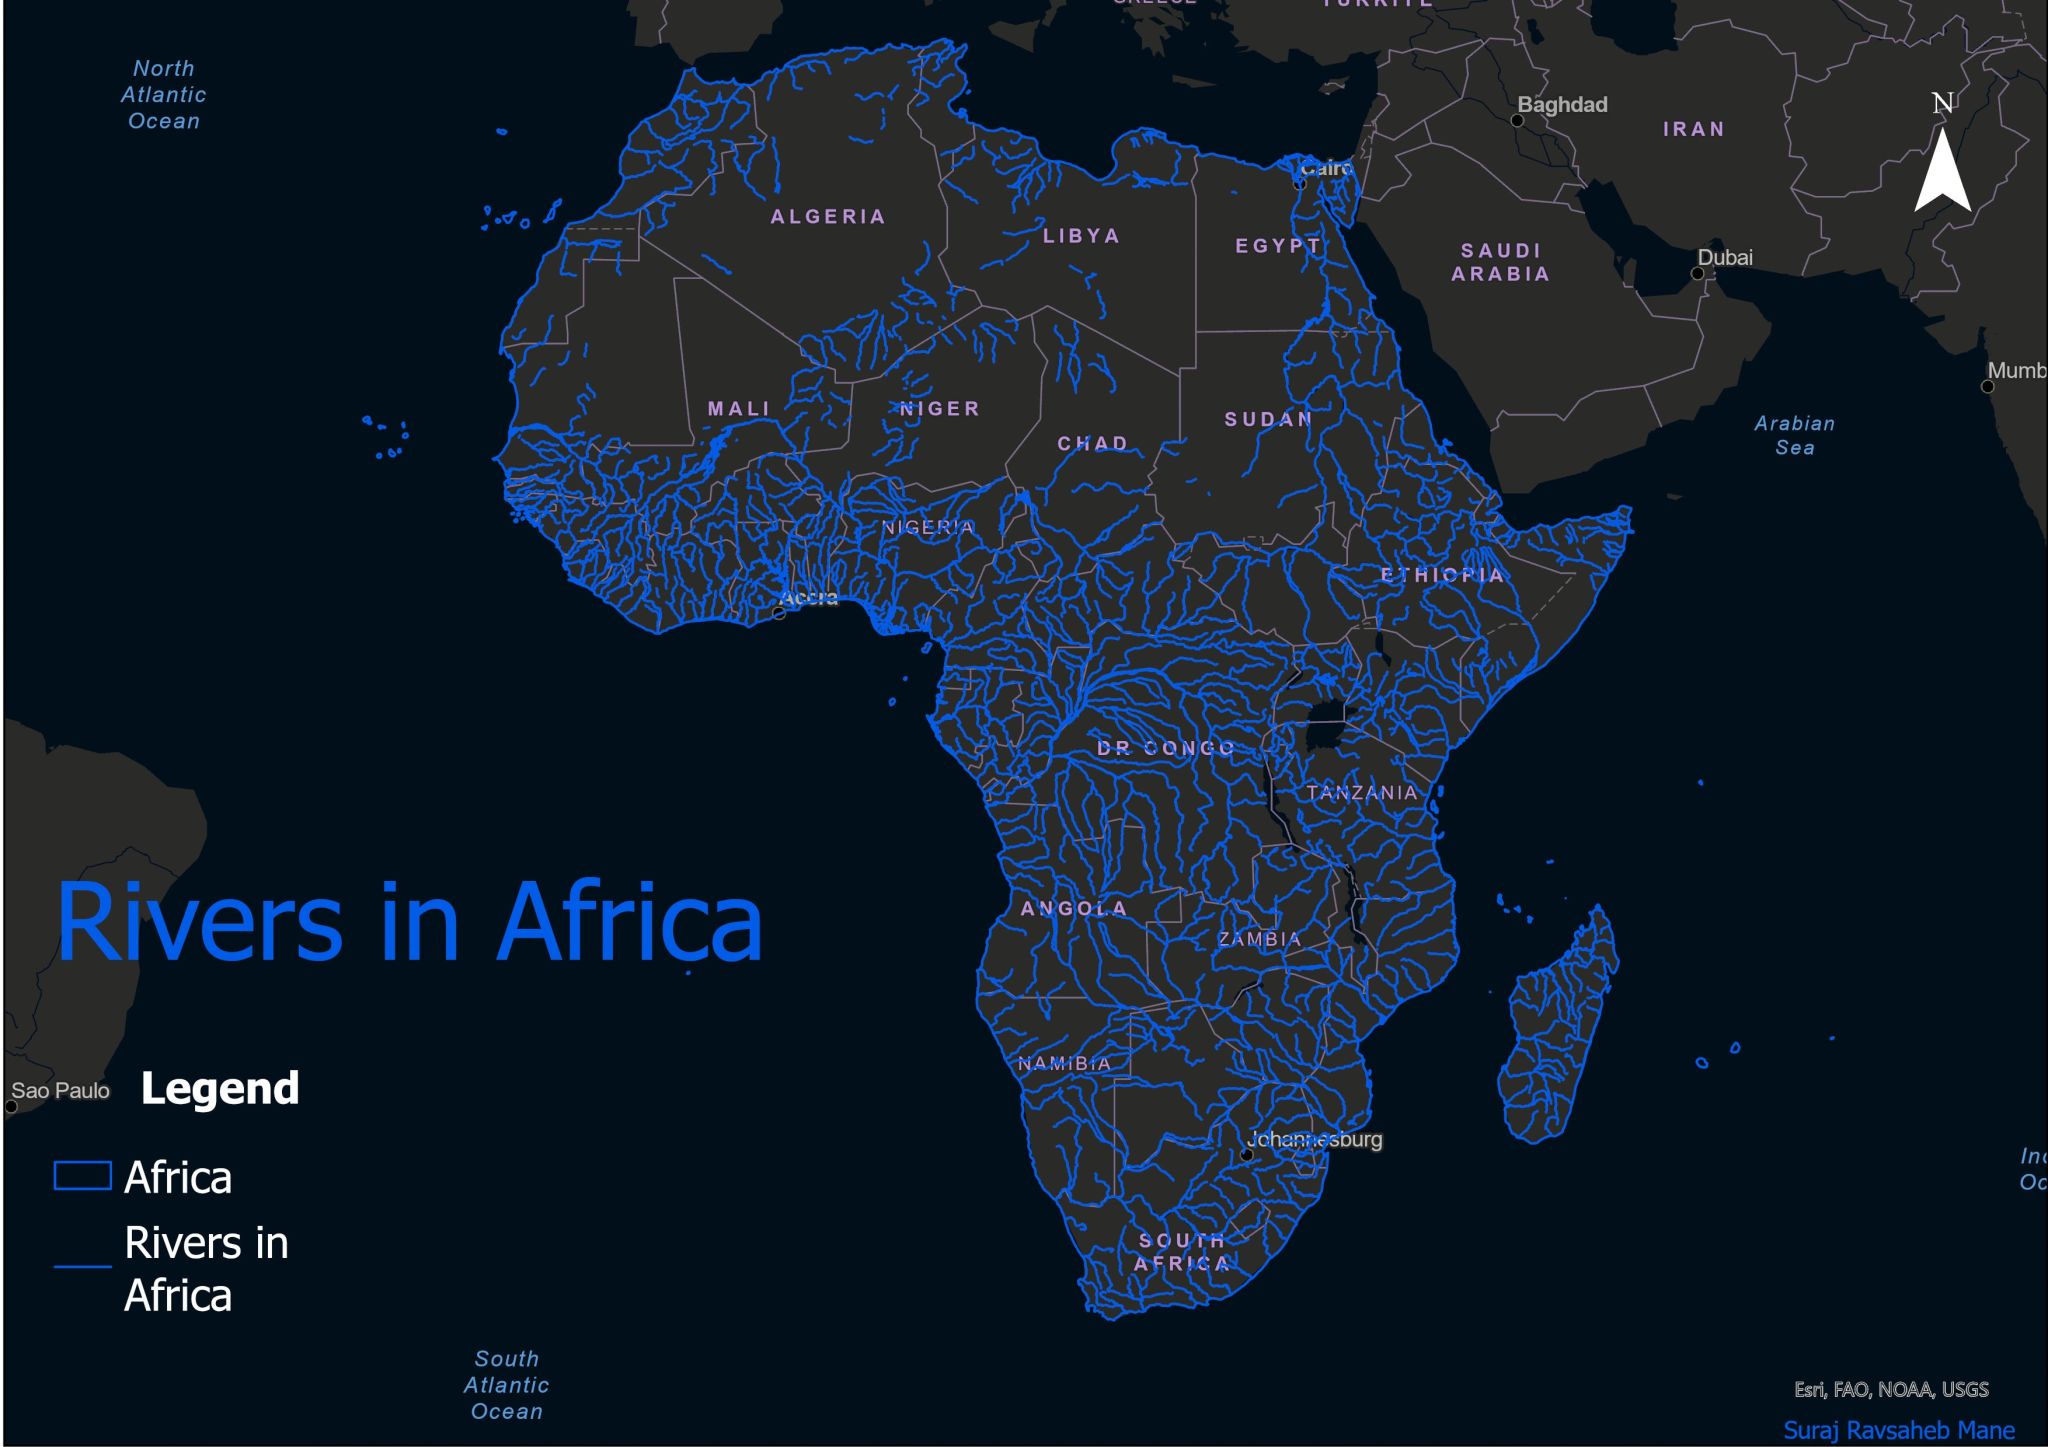 TÜRKİYE
North
Atlantic
Ocean
Baghdad
N
IRAN
Cairo
ALGERIA
LIBYA
EGYPT
SAUDI
ARABIA
Dubai
Mumb
MALI
NIGER
SUDAN
CHAD
Arabian
Sea
NIGERIA
ETHIOPIA
Accra
DR CONGO
TANZANIA
Rivers in Africa
ANGOLA
ZAMBIA
NAMIBIA
Sao Paulo
Legend
Johannesburg
Africa
Rivers in
Africa
SOUTH
AFRICA
South
Atlantic
Ocean
Esri, FAO, NOAA, USGS
Suraj Ravsaheb Mane